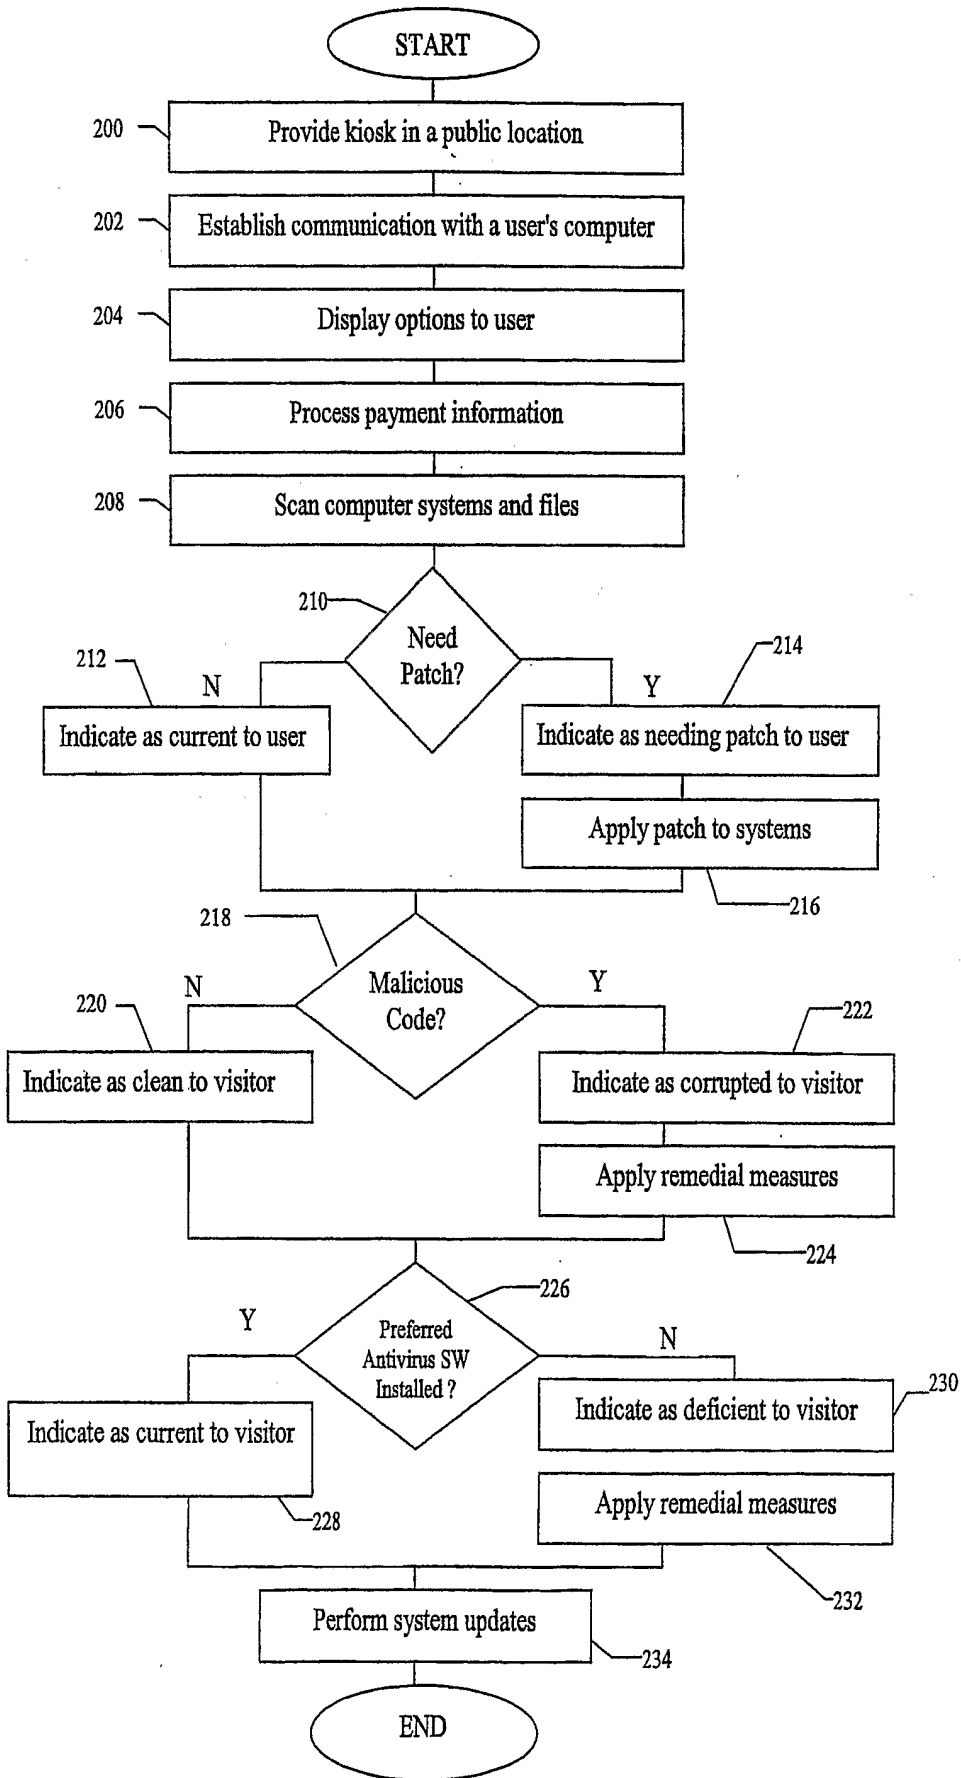 START
200
Provide kiosk in a public location
202
Establish communication with a user's computer
204
Display options to user
206
Process payment information
208
Scan computer systems and files
210
Need
Patch?
212
N
Y
214
Indicate as current to user
Indicate as needing patch to user
Apply patch to systems
216
218
Malicious
Code?
N
Y
220
222
Indicate as clean to visitor
Indicate as corrupted to visitor
Apply remedial measures
224
226
Preferred
Antivirus SW
Installed ?
Y
N
230
Indicate as current to visitor
Indicate as deficient to visitor
228
Apply remedial measures
232
Perform system updates
234
END